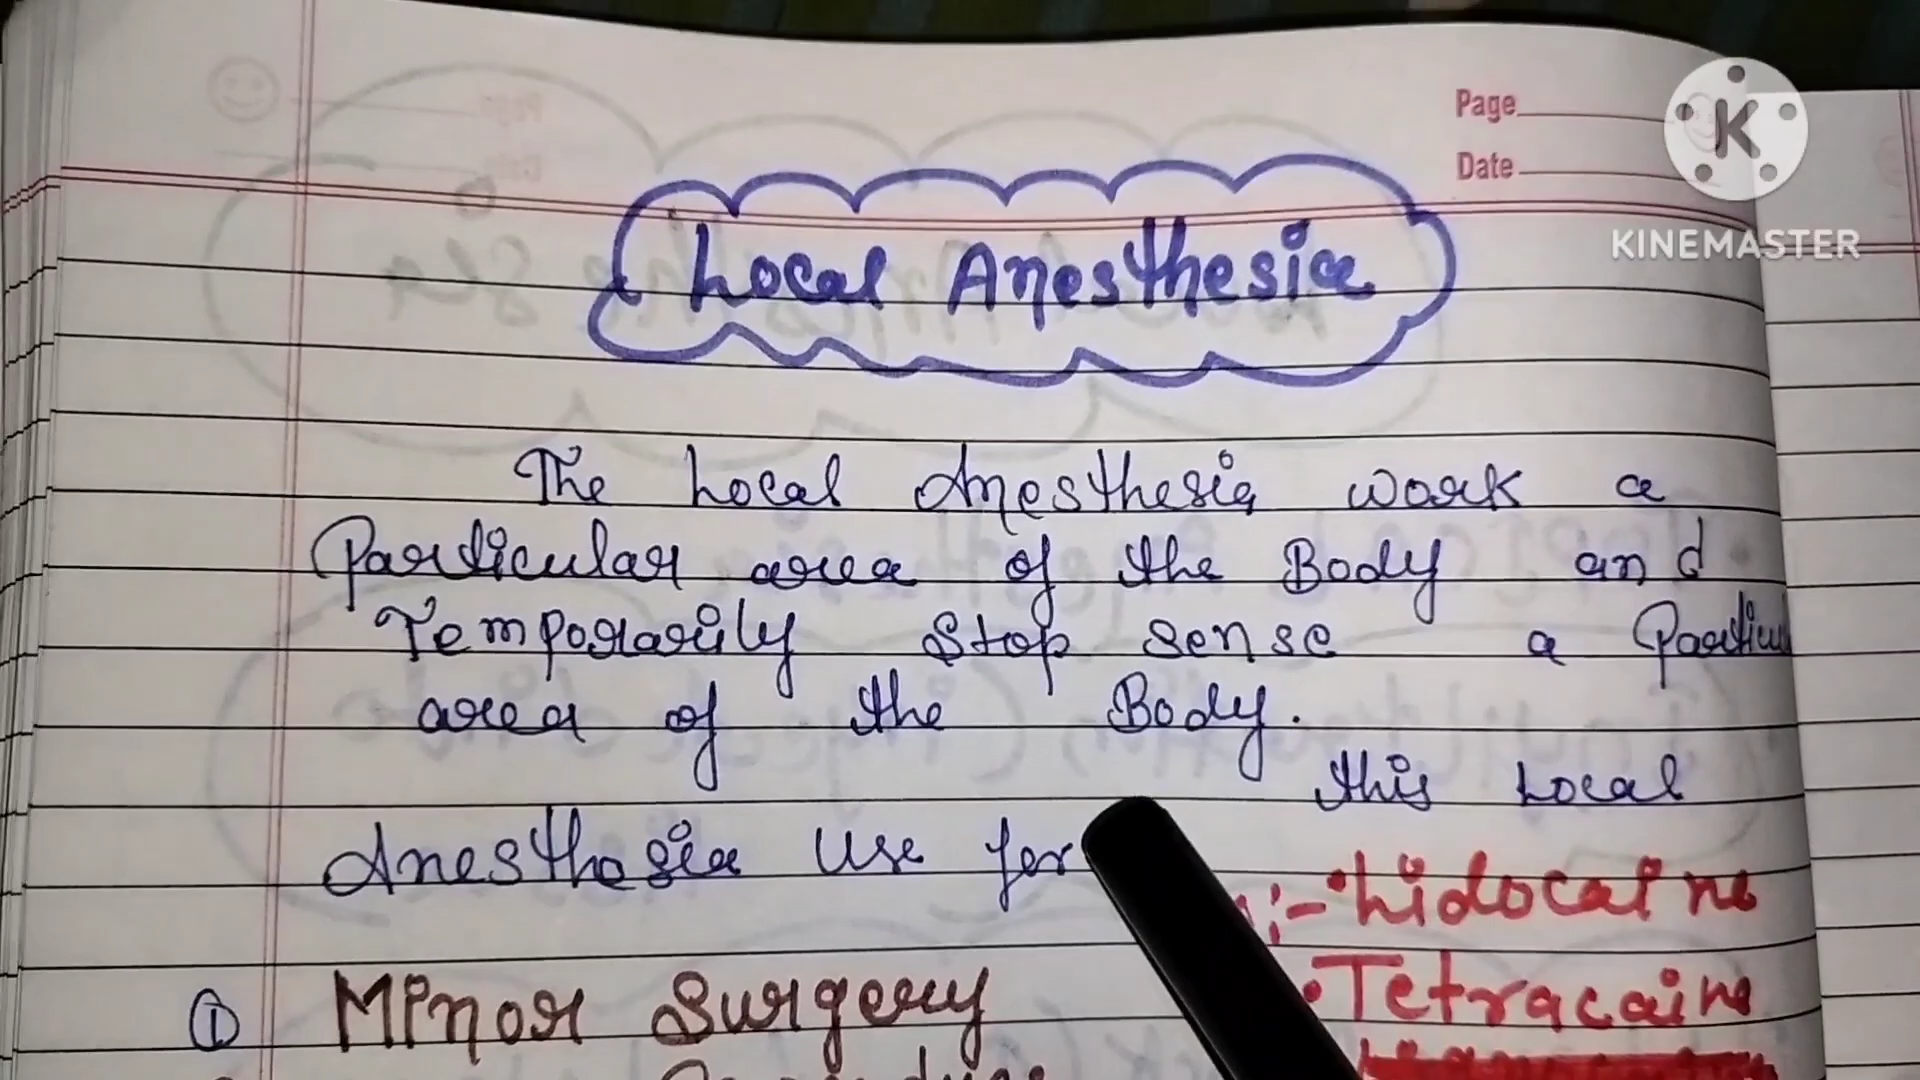 Page
Date
KINEMASTER
Local Anesthesia
The Local Anesthesia work a
Particular area of the Body and
Temporarily Stop sense a Particu
area of the Body.
this Local
Anesthesia Use for
:- • Lidocaine
• Tetracaine
① Minor Surgery